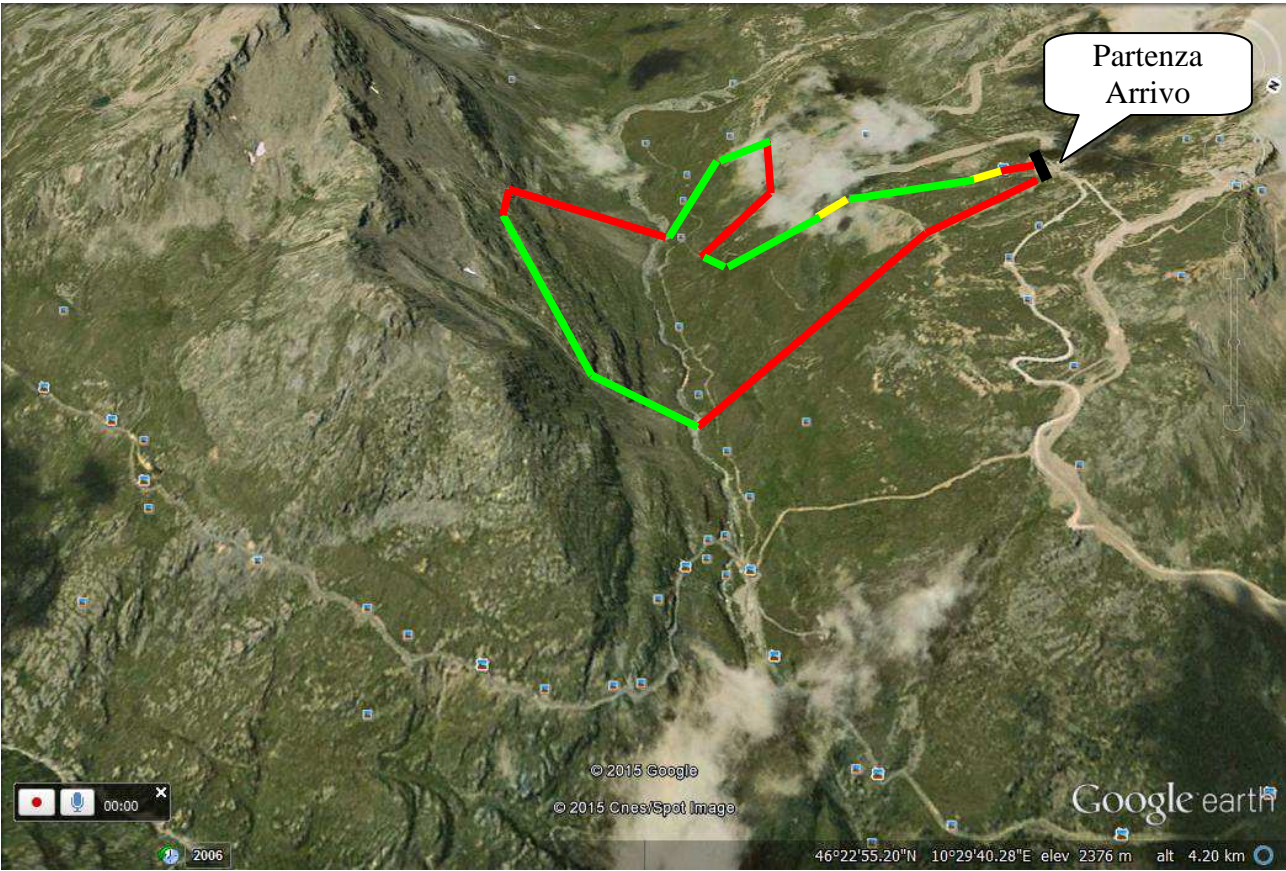 Partenza
Arrivo
N
© 2015 Google
© 2015 Cnes/Spot Image
00:00
Google earth
2006
46°22'55.20"N 10°29'40.28"E elev 2376 m alt 4.20 km